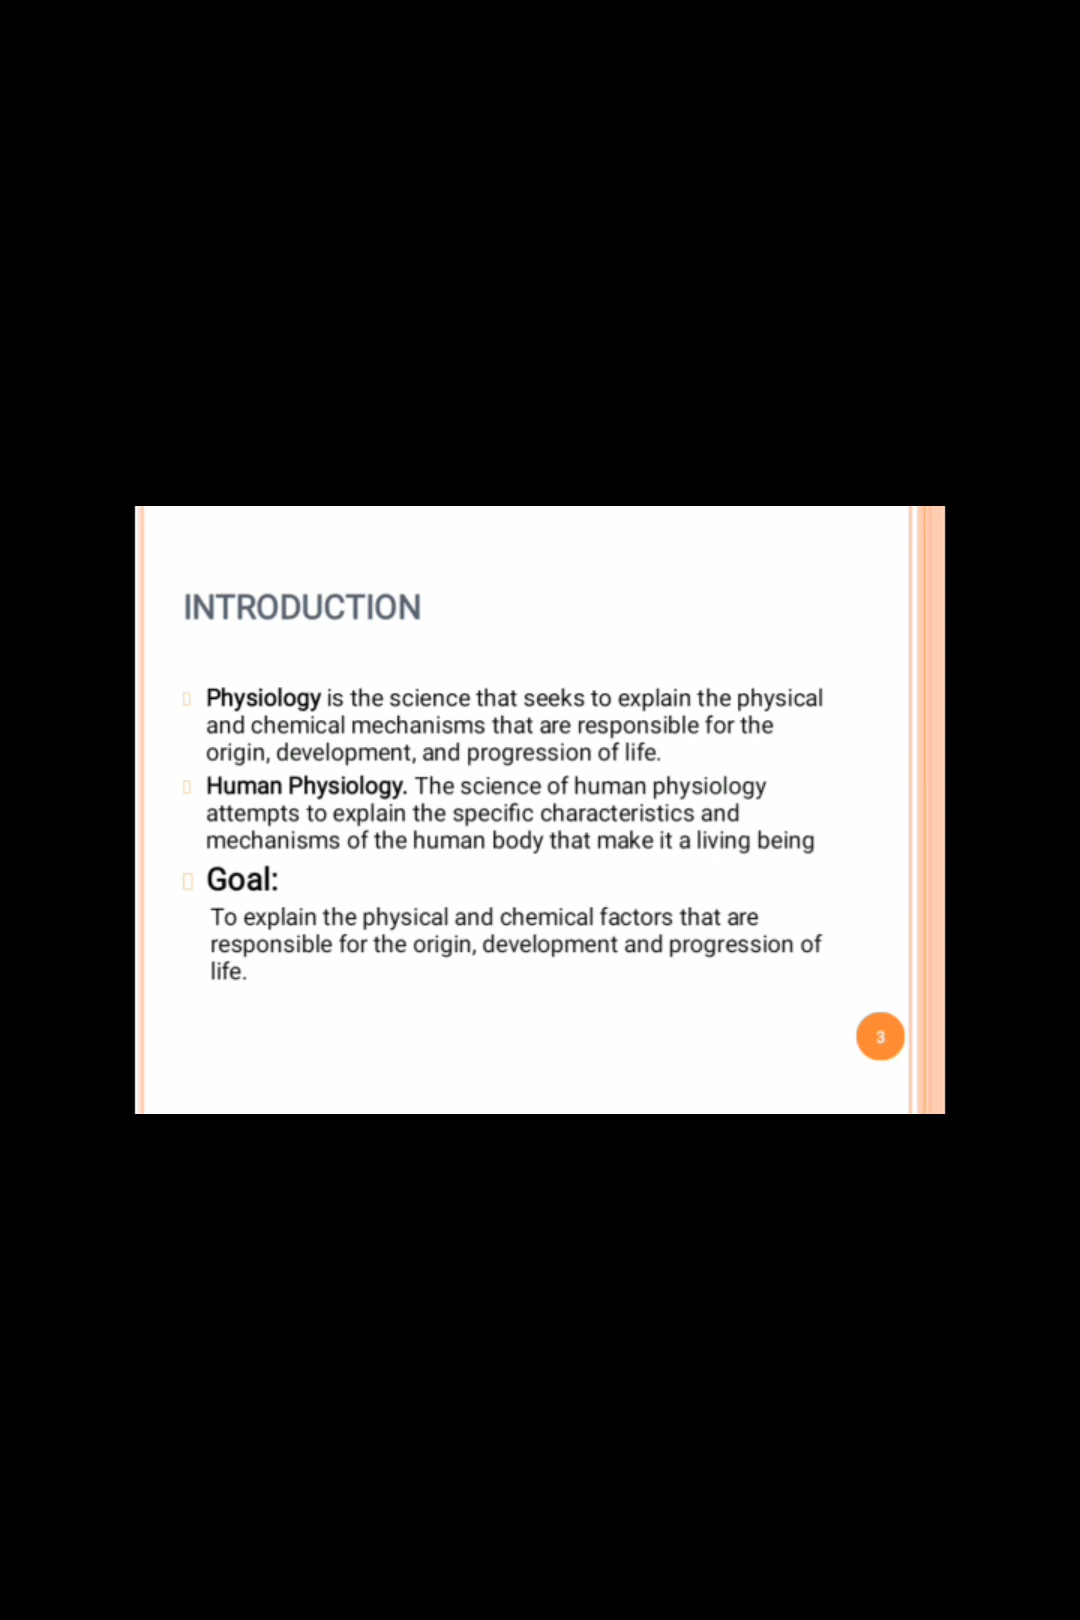 INTRODUCTION
Physiology is the science that seeks to explain the physical
and chemical mechanisms that are responsible for the
origin, development, and progression of life.
Human Physiology. The science of human physiology
attempts to explain the specific characteristics and
mechanisms of the human body that make it a living being
Goal:
To explain the physical and chemical factors that are
responsible for the origin, development and progression of
life.
3